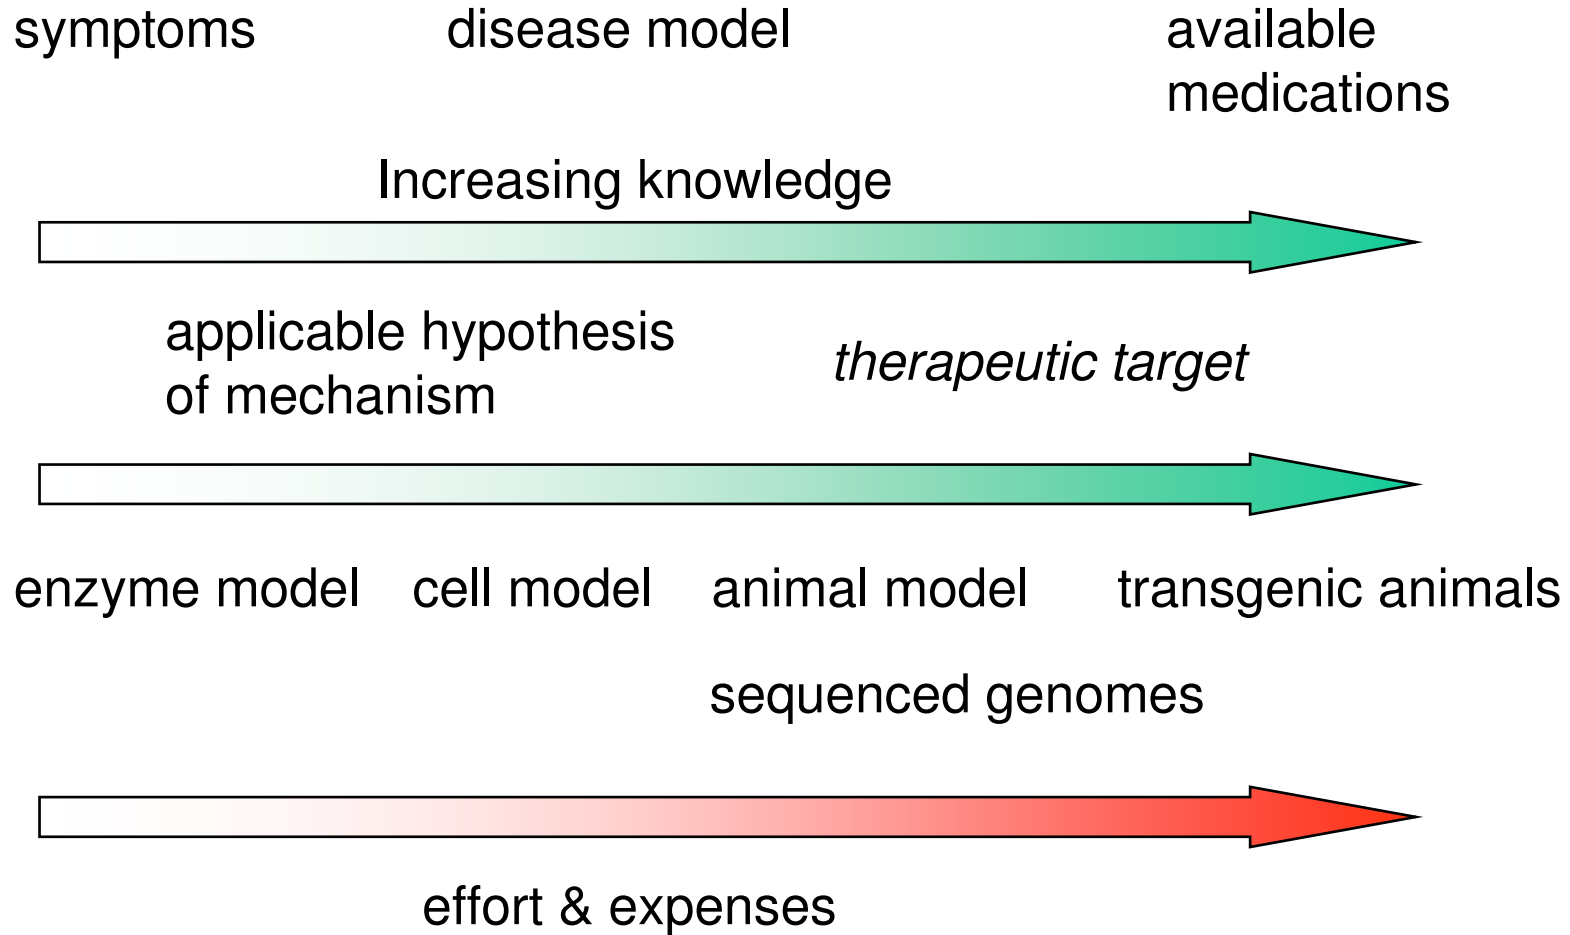 symptoms disease model available
medications
Increasing knowledge
applicable hypothesis
of mechanism
therapeutic target
enzyme model cell model animal model transgenic animals
sequenced genomes
effort & expenses